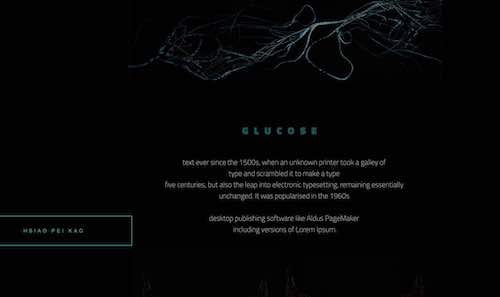 GLUCOSE
text ever since the 1500s, when an unknown printer took a galley of
type and scrambled it to make a type
five centuries, but also the leap into electronic typesetting, remaining essentially
unchanged. It was popularised in the 1960s
desktop publishing software like Aldus PageMaker
including versions of Lorem Ipsum.
HSIAO PEI KAO